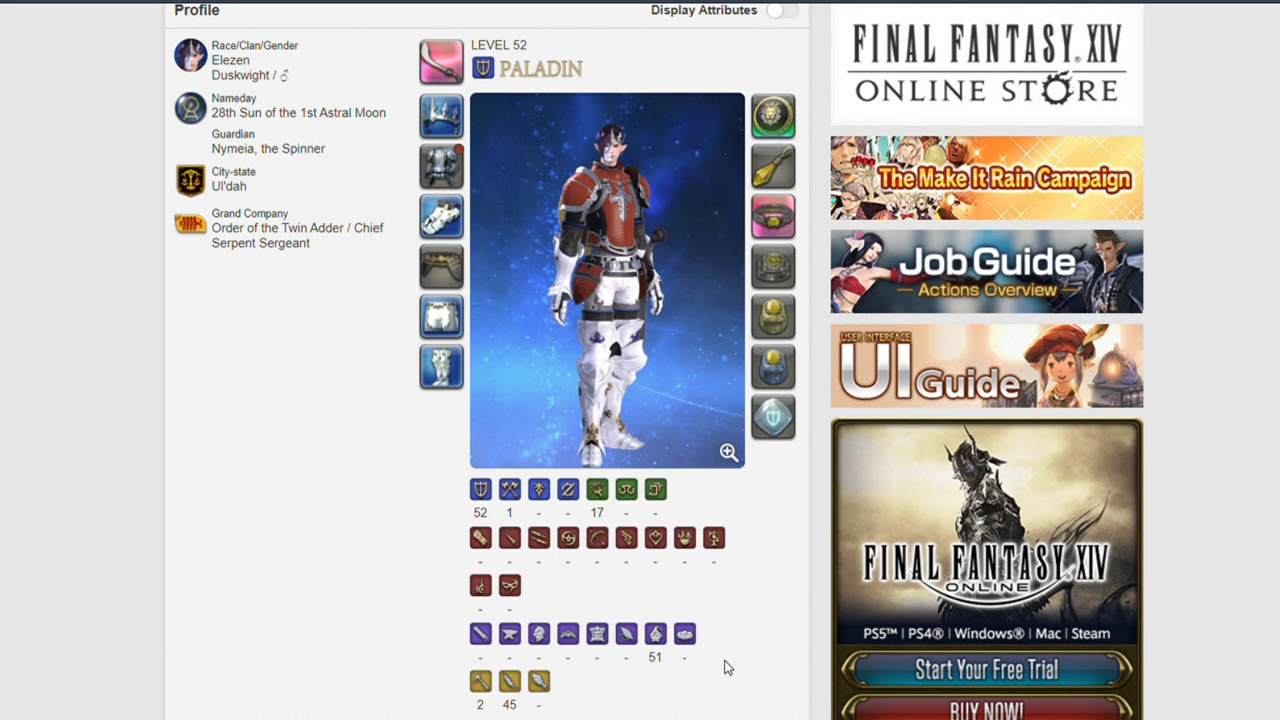 Profile
Display Attributes
Race/Clan/Gender
Elezen
Duskwight / ♂
Nameday
28th Sun of the 1st Astral Moon
Guardian
Nymeia, the Spinner
City-state
Ul'dah
Grand Company
Order of the Twin Adder / Chief
Serpent Sergeant
LEVEL 52
PALADIN
52 1 - - 17 - -
- - - - - - - - -
- -
- - - - - - 51 -
2 45 -
FINAL FANTASY. XIV
ONLINE STORE
The Make It Rain Campaign
Job Guide
— Actions Overview —
USER INTERFACE
UI Guide
FINAL FANTASY XIV
ONLINE
PS5™ | PS4® | Windows® | Mac | Steam
Start Your Free Trial
BUY NOW!